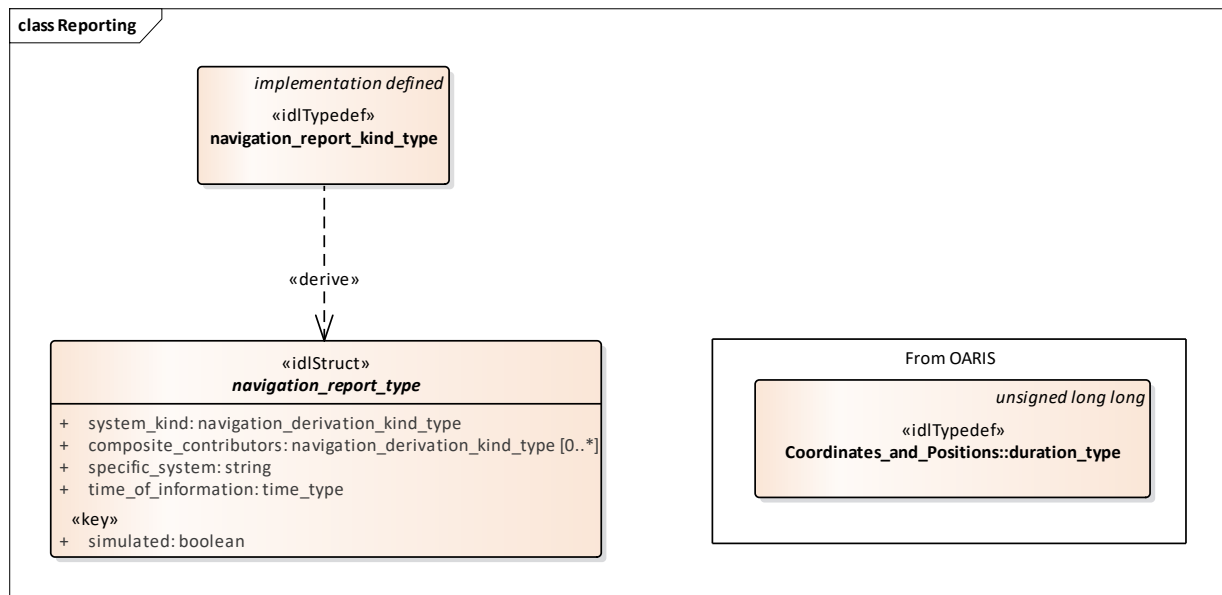 class Reporting
implementation defined
«idlTypedef»
navigation_report_kind_type
«derive»
«idlStruct»
navigation_report_type
+ system_kind: navigation_derivation_kind_type
+ composite_contributors: navigation_derivation_kind_type [0..*]
+ specific_system: string
+ time_of_information: time_type
«key»
+ simulated: boolean
From OARIS
unsigned long long
«idlTypedef»
Coordinates_and_Positions::duration_type